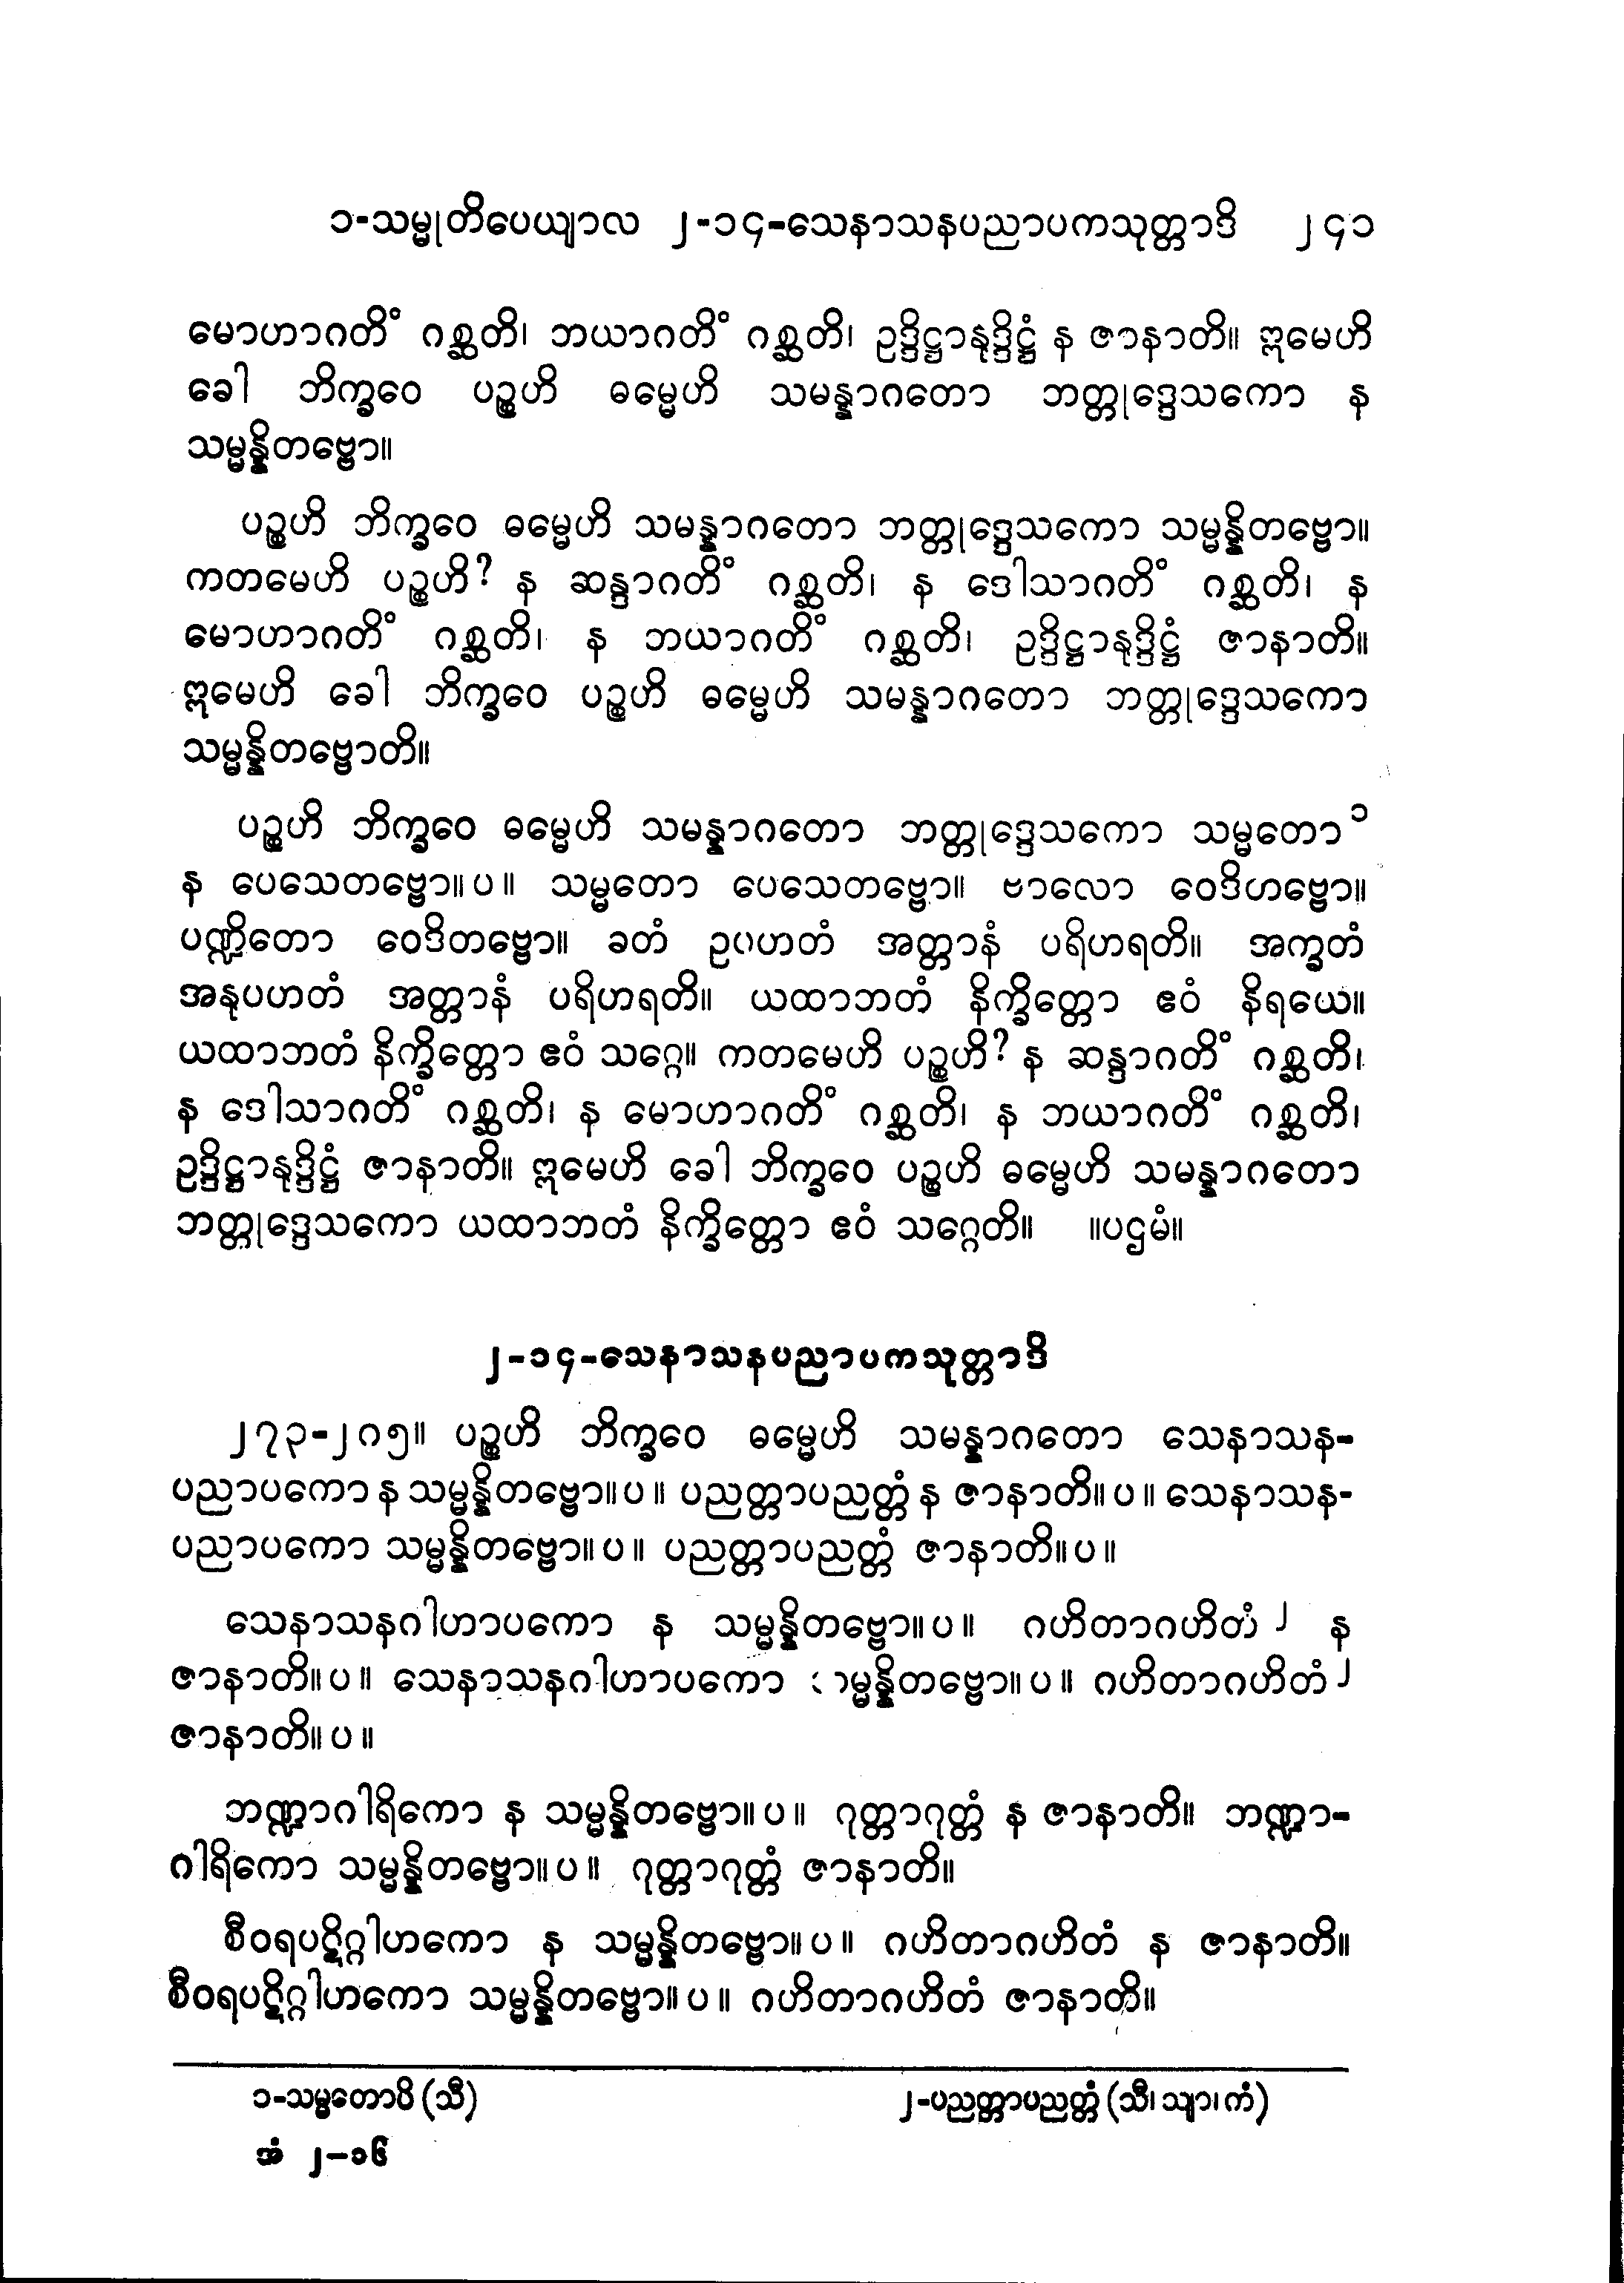 ၁-သမ္မုတိပေယျာလ ၂-၁၄-သေနာသနပညာပကသုတ္တာဒိ ၂၄၁
မောဟာဂတိံ ဂစ္ဆတိ၊ ဘယာဂတိံ ဂစ္ဆတိ၊ ဥဒ္ဒိဋ္ဌာနုဒ္ဒိဋ္ဌံ န ဇာနာတိ။ ဣမေဟိ
ခေါ ဘိက္ခဝေ ပဉ္စဟိ ဓမ္မေဟိ သမန္နာဂတော ဘတ္တုဒ္ဒေသကော န
သမ္မန္နိတဗ္ဗော။
ပဉ္စဟိ ဘိက္ခဝေ ဓမ္မေဟိ သမန္နာဂတော ဘတ္တုဒ္ဒေသကော သမ္မန္နိတဗ္ဗော။
ကတမေဟိ ပဉ္စဟိ? န ဆန္ဒာဂတိံ ဂစ္ဆတိ၊ န ဒေါသာဂတိံ ဂစ္ဆတိ၊ န
မောဟာဂတိံ ဂစ္ဆတိ၊ န ဘယာဂတိံ ဂစ္ဆတိ၊ ဥဒ္ဒိဋ္ဌာနုဒ္ဒိဋ္ဌံ ဇာနာတိ။
ဣမေဟိ ခေါ ဘိက္ခဝေ ပဉ္စဟိ ဓမ္မေဟိ သမန္နာဂတော ဘတ္တုဒ္ဒေသကော
သမ္မန္နိတဗ္ဗောတိ။
ပဉ္စဟိ ဘိက္ခဝေ ဓမ္မေဟိ သမန္နာဂတော ဘတ္တုဒ္ဒေသကော သမ္မတော ၁
န ပေသေတဗ္ဗော။ပ။ သမ္မတော ပေသေတဗ္ဗော။ ဗာလော ဝေဒိတဗ္ဗော။
ပဏ္ဍိတော ဝေဒိတဗ္ဗော။ ခတံ ဥပဟတံ အတ္တာနံ ပရိဟရတိ။ အက္ခတံ
အနုပဟတံ အတ္တာနံ ပရိဟရတိ။ ယထာဘတံ နိက္ခိတ္တော ဧဝံ နိရယေ။
ယထာဘတံ နိက္ခိတ္တော ဧဝံ သဂ္ဂေ။ ကတမေဟိ ပဉ္စဟိ? န ဆန္ဒာဂတိံ ဂစ္ဆတိ၊
န ဒေါသာဂတိံ ဂစ္ဆတိ၊ န မောဟာဂတိံ ဂစ္ဆတိ၊ န ဘယာဂတိံ ဂစ္ဆတိ၊
ဥဒ္ဒိဋ္ဌာနုဒ္ဒိဋ္ဌံ ဇာနာတိ။ ဣမေဟိ ခေါ ဘိက္ခဝေ ပဉ္စဟိ ဓမ္မေဟိ သမန္နာဂတော
ဘတ္တုဒ္ဒေသကော ယထာဘတံ နိက္ခိတ္တော ဧဝံ သဂ္ဂေတိ။ ။ပဌမံ။
၂-၁၄-သေနာသနပညာပကသုတ္တာဒိ
၂၇၃-၂၈၅။ ပဉ္စဟိ ဘိက္ခဝေ ဓမ္မေဟိ သမန္နာဂတော သေနာသန-
ပညာပကော န သမ္မန္နိတဗ္ဗော။ပ။ ပညတ္တာပညတ္တံ န ဇာနာတိ။ပ။ သေနာသန-
ပညာပကော သမ္မန္နိတဗ္ဗော။ပ။ ပညတ္တာပညတ္တံ ဇာနာတိ။ပ။
သေနာသနဂါဟာပကော န သမ္မန္နိတဗ္ဗော။ပ။ ဂဟိတာဂဟိတံ ၂ န
ဇာနာတိ။ပ။ သေနာသနဂါဟာပကော သမ္မန္နိတဗ္ဗော။ပ။ ဂဟိတာဂဟိတံ ၂
ဇာနာတိ။ပ။
ဘဏ္ဍာဂါရိကော န သမ္မန္နိတဗ္ဗော။ပ။ ဂုတ္တာဂုတ္တံ န ဇာနာတိ။ ဘဏ္ဍာ-
ဂါရိကော သမ္မန္နိတဗ္ဗော။ပ။ ဂုတ္တာဂုတ္တံ ဇာနာတိ။
စီဝရပဋိဂ္ဂါဟကော န သမ္မန္နိတဗ္ဗော။ပ။ ဂဟိတာဂဟိတံ န ဇာနာတိ။
စီဝရပဋိဂ္ဂါဟကော သမ္မန္နိတဗ္ဗော။ပ။ ဂဟိတာဂဟိတံ ဇာနာတိ။
၁-သမ္မတောပိ (သီ) ၂-ပညတ္တာပညတ္တံ (သီ၊ သျာ၊ ကံ)
အံ ၂-၁၆